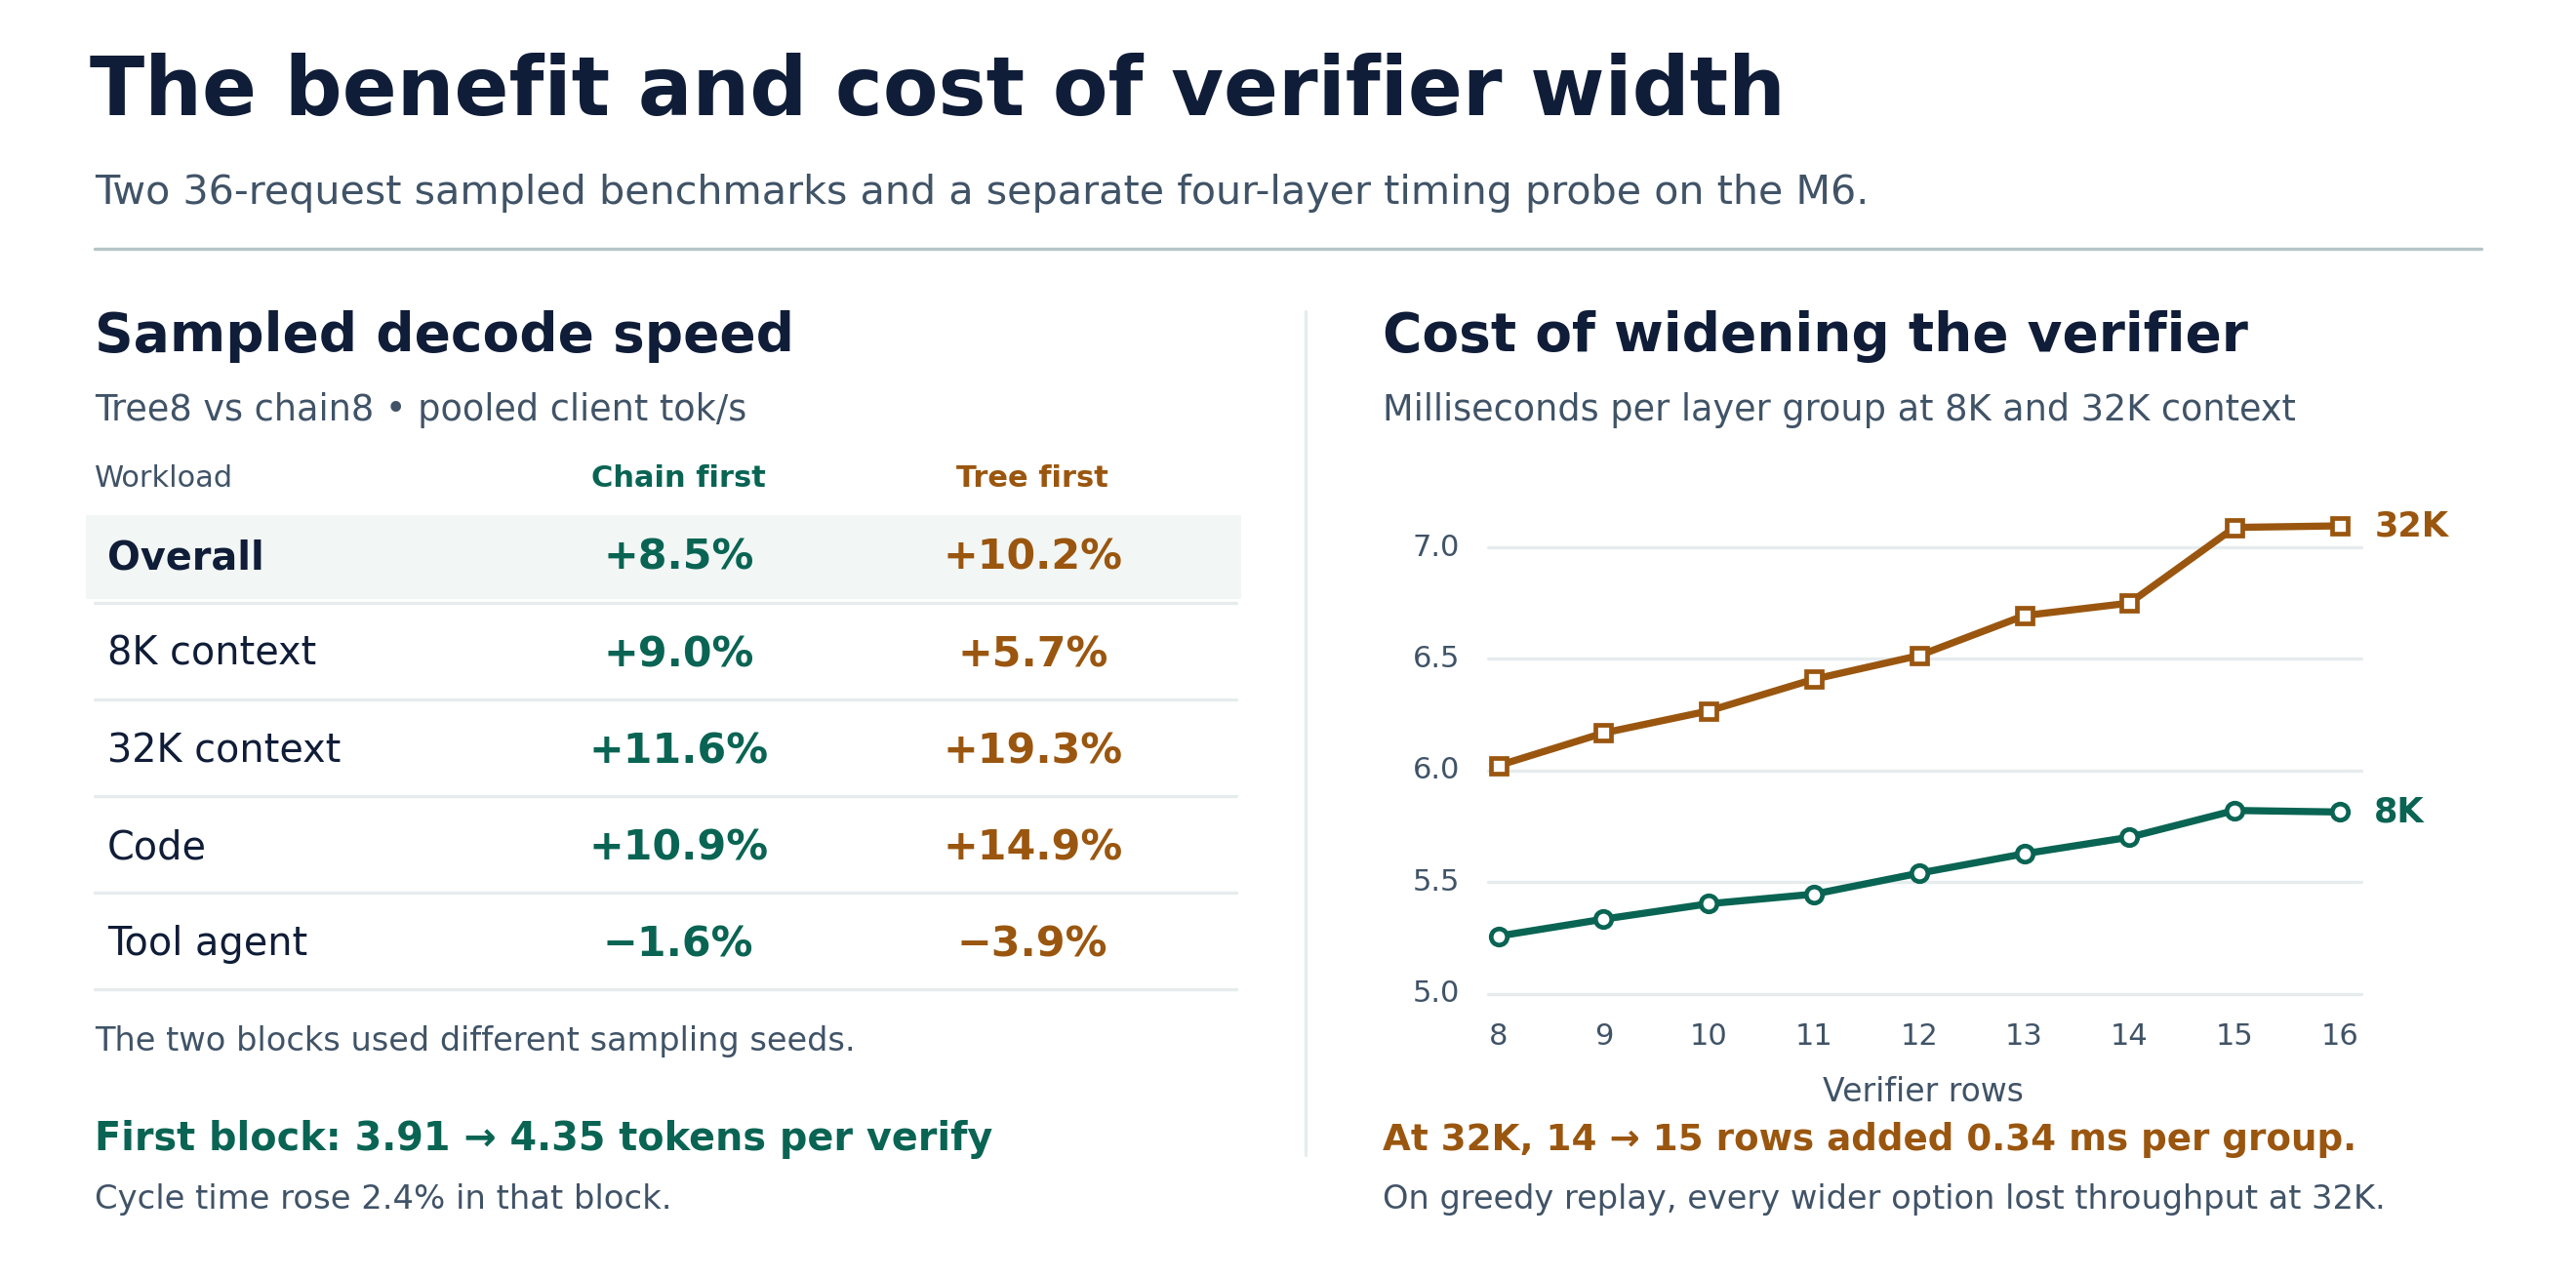 The benefit and cost of verifier width
Two 36-request sampled benchmarks and a separate four-layer timing probe on the M6.
Sampled decode speed
Tree8 vs chain8 • pooled client tok/s
Workload Chain first Tree first
Overall +8.5% +10.2%
8K context +9.0% +5.7%
32K context +11.6% +19.3%
Code +10.9% +14.9%
Tool agent −1.6% −3.9%
The two blocks used different sampling seeds.
First block: 3.91 → 4.35 tokens per verify
Cycle time rose 2.4% in that block.
Cost of widening the verifier
Milliseconds per layer group at 8K and 32K context
32K
7.0
6.5
6.0
8K
5.5
5.0
8 9 10 11 12 13 14 15 16
Verifier rows
At 32K, 14 → 15 rows added 0.34 ms per group.
On greedy replay, every wider option lost throughput at 32K.